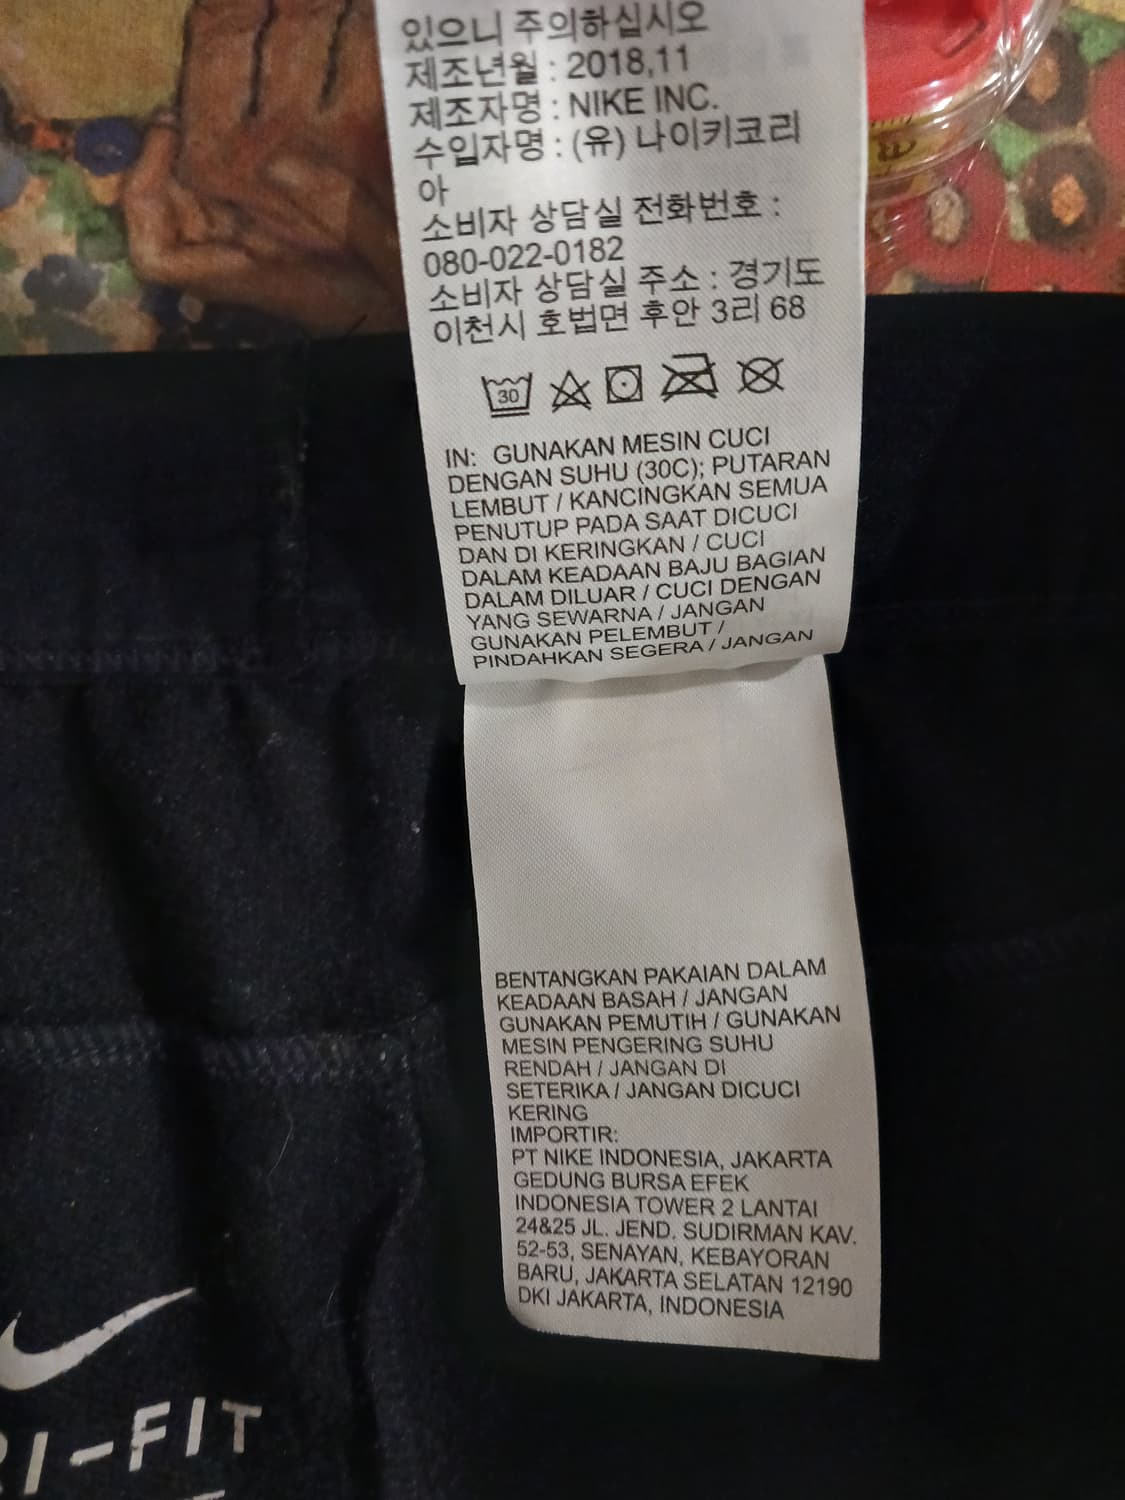 있으니 주의하십시오
제조년월 : 2018,11
제조자명 : NIKE INC.
수입자명 : (유) 나이키코리
아
소비자 상담실 전화번호 :
080-022-0182
소비자 상담실 주소 : 경기도
이천시 호법면 후안 3리 68
30
IN: GUNAKAN MESIN CUCI
DENGAN SUHU (30C); PUTARAN
LEMBUT / KANCINGKAN SEMUA
PENUTUP PADA SAAT DICUCI
DAN DI KERINGKAN / CUCI
DALAM KEADAAN BAJU BAGIAN
DALAM DILUAR / CUCI DENGAN
YANG SEWARNA / JANGAN
GUNAKAN PELEMBUT /
PINDAHKAN SEGERA / JANGAN
BENTANGKAN PAKAIAN DALAM
KEADAAN BASAH / JANGAN
GUNAKAN PEMUTIH / GUNAKAN
MESIN PENGERING SUHU
RENDAH / JANGAN DI
SETERIKA / JANGAN DICUCI
KERING
IMPORTIR:
PT NIKE INDONESIA, JAKARTA
GEDUNG BURSA EFEK
INDONESIA TOWER 2 LANTAI
24&25 JL. JEND. SUDIRMAN KAV.
52-53, SENAYAN, KEBAYORAN
BARU, JAKARTA SELATAN 12190
DKI JAKARTA, INDONESIA
RI-FIT